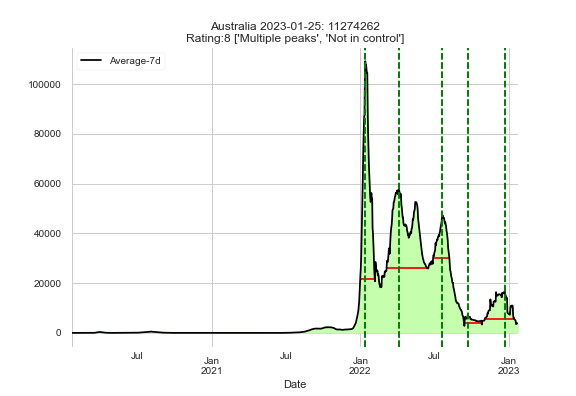 Australia 2023-01-25: 11274262
Rating:8 ['Multiple peaks', 'Not in control']
Average-7d
100000
80000
60000
40000
20000
0
Jul Jan Jul Jan Jul Jan
2021 2022 2023
Date